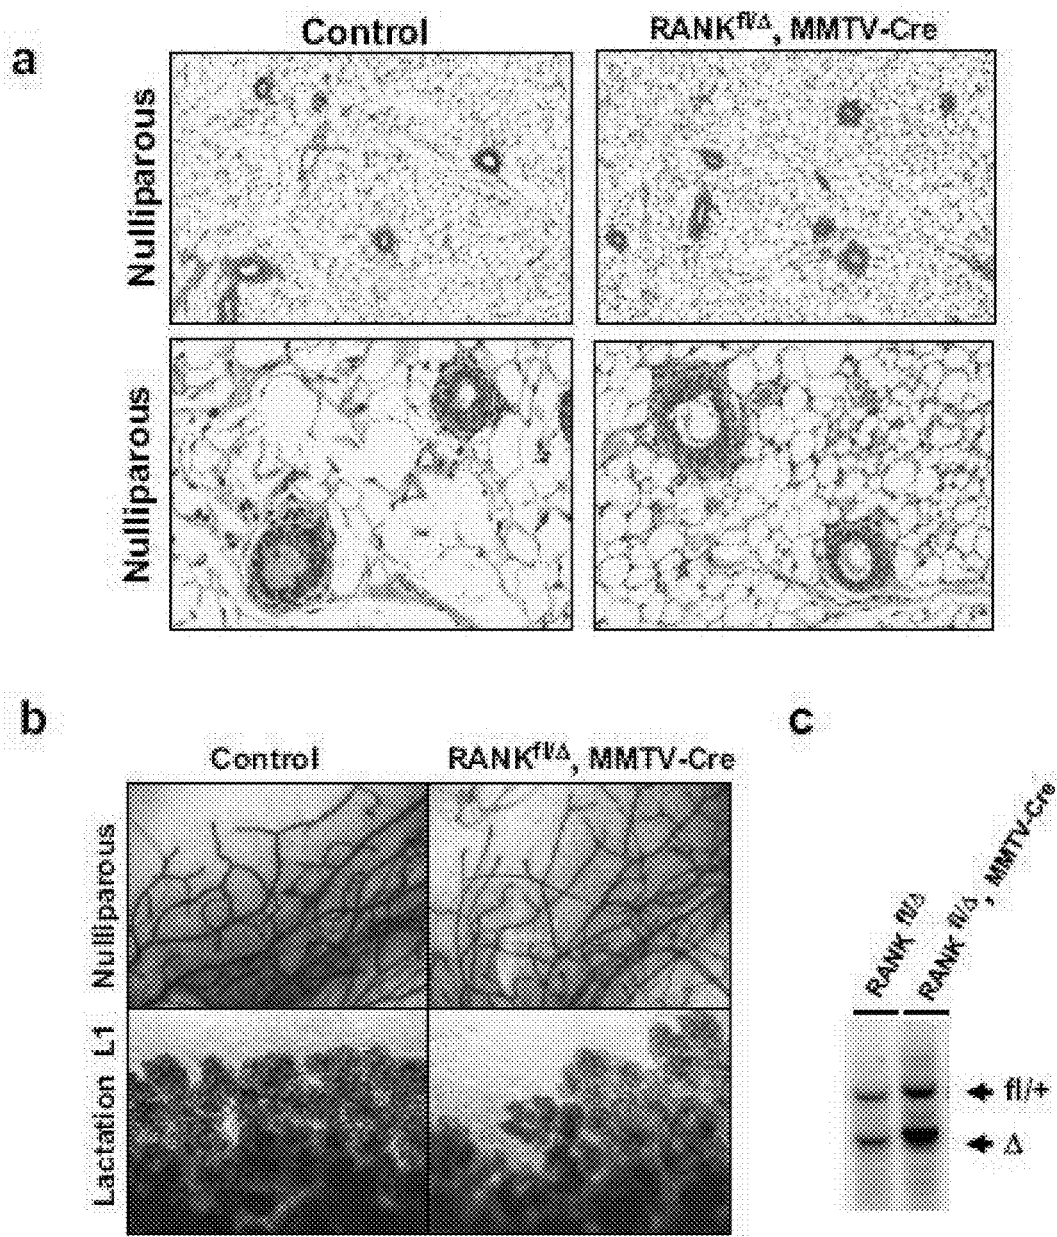 a
Control
RANKfl/Δ, MMTV-Cre
Nulliparous
Nulliparous
b
Control
RANKfl/Δ, MMTV-Cre
Nulliparous
Lactation L1
c
RANK fl/Δ
RANK fl/Δ, MMTV-Cre
fl/+
Δ